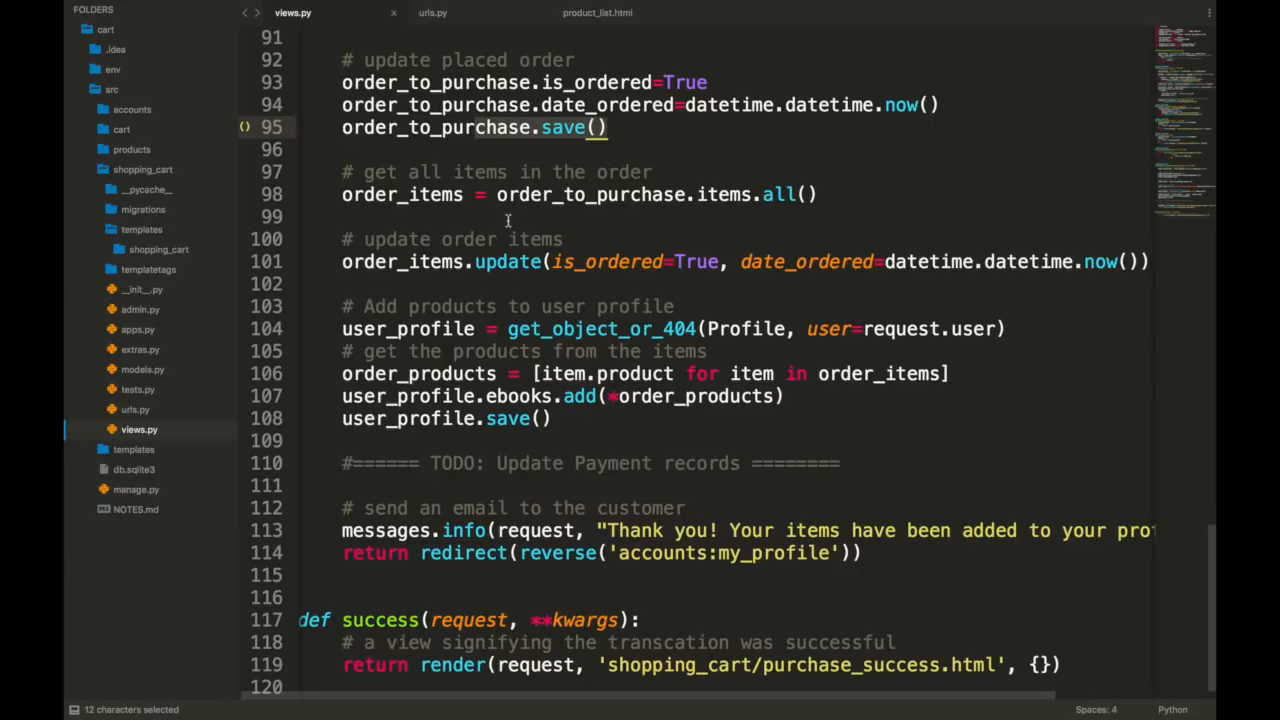 FOLDERS
cart
.idea
env
src
accounts
cart
products
shopping_cart
__pycache__
migrations
templates
shopping_cart
templatetags
__init__.py
admin.py
apps.py
extras.py
models.py
tests.py
urls.py
views.py
templates
db.sqlite3
manage.py
NOTES.md
views.py × urls.py product_list.html
91
92 # update placed order
93 order_to_purchase.is_ordered=True
94 order_to_purchase.date_ordered=datetime.datetime.now()
95 order_to_purchase.save()
96
97 # get all items in the order
98 order_items = order_to_purchase.items.all()
99
100 # update order items
101 order_items.update(is_ordered=True, date_ordered=datetime.datetime.now())
102
103 # Add products to user profile
104 user_profile = get_object_or_404(Profile, user=request.user)
105 # get the products from the items
106 order_products = [item.product for item in order_items]
107 user_profile.ebooks.add(*order_products)
108 user_profile.save()
109
110 #====== TODO: Update Payment records ========
111
112 # send an email to the customer
113 messages.info(request, "Thank you! Your items have been added to your prof
114 return redirect(reverse('accounts:my_profile'))
115
116
117 def success(request, **kwargs):
118 # a view signifying the transcation was successful
119 return render(request, 'shopping_cart/purchase_success.html', {})
120
12 characters selected Spaces: 4 Python